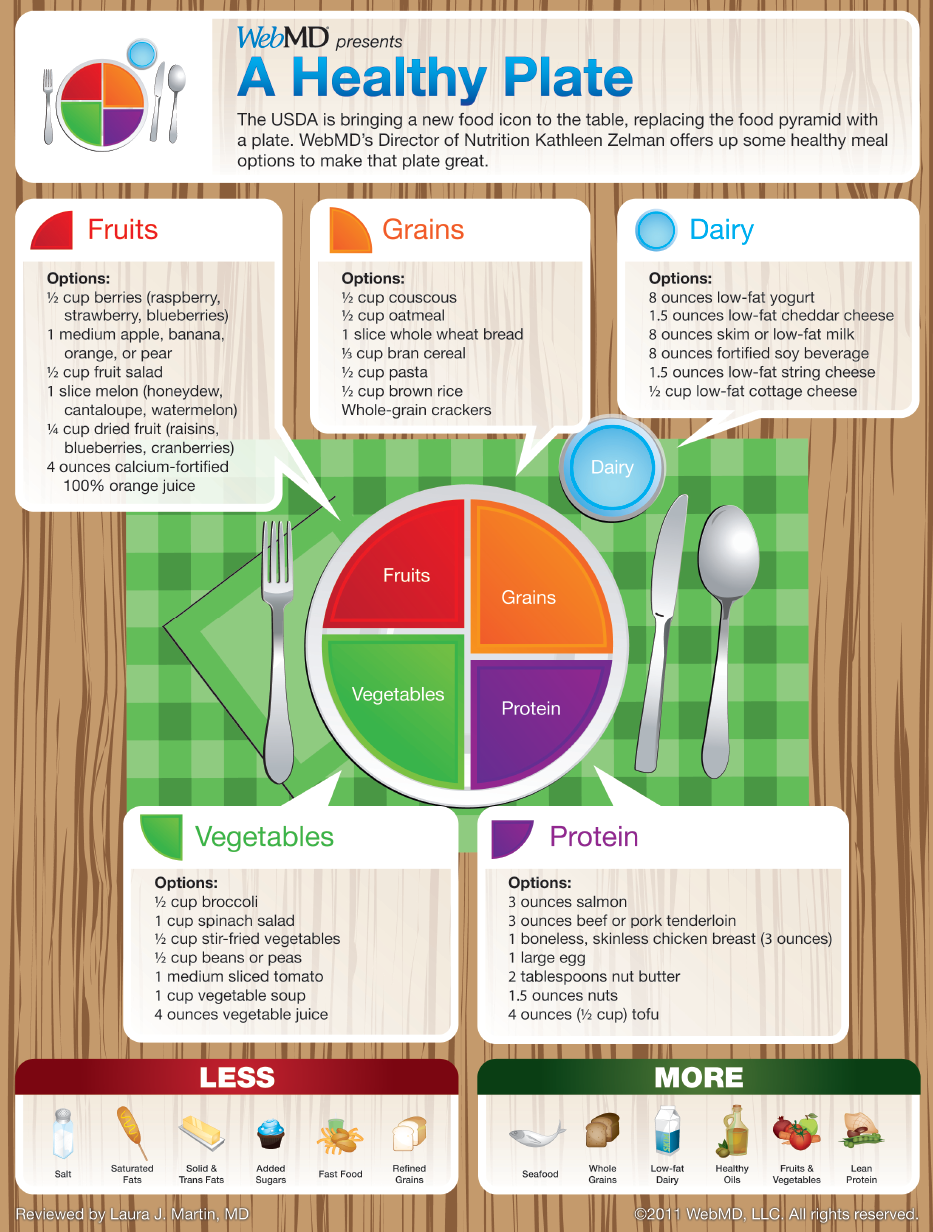 WebMD presents
A Healthy Plate
The USDA is bringing a new food icon to the table, replacing the food pyramid with
a plate. WebMD's Director of Nutrition Kathleen Zelman offers up some healthy meal
options to make that plate great.
Fruits
Options:
½ cup berries (raspberry,
strawberry, blueberries)
1 medium apple, banana,
orange, or pear
½ cup fruit salad
1 slice melon (honeydew,
cantaloupe, watermelon)
¼ cup dried fruit (raisins,
blueberries, cranberries)
4 ounces calcium-fortified
100% orange juice
Grains
Options:
½ cup couscous
½ cup oatmeal
1 slice whole wheat bread
⅓ cup bran cereal
½ cup pasta
½ cup brown rice
Whole-grain crackers
Dairy
Options:
8 ounces low-fat yogurt
1.5 ounces low-fat cheddar cheese
8 ounces skim or low-fat milk
8 ounces fortified soy beverage
1.5 ounces low-fat string cheese
½ cup low-fat cottage cheese
Dairy
Fruits
Grains
Vegetables
Protein
Vegetables
Options:
½ cup broccoli
1 cup spinach salad
½ cup stir-fried vegetables
½ cup beans or peas
1 medium sliced tomato
1 cup vegetable soup
4 ounces vegetable juice
Protein
Options:
3 ounces salmon
3 ounces beef or pork tenderloin
1 boneless, skinless chicken breast (3 ounces)
1 large egg
2 tablespoons nut butter
1.5 ounces nuts
4 ounces (½ cup) tofu
LESS
Salt
Saturated
Fats
Solid &
Trans Fats
Added
Sugars
Fast Food
Refined
Grains
MORE
Seafood
Whole
Grains
Low-fat
Dairy
Healthy
Oils
Fruits &
Vegetables
Lean
Protein
Reviewed by Laura J. Martin, MD
©2011 WebMD, LLC. All rights reserved.